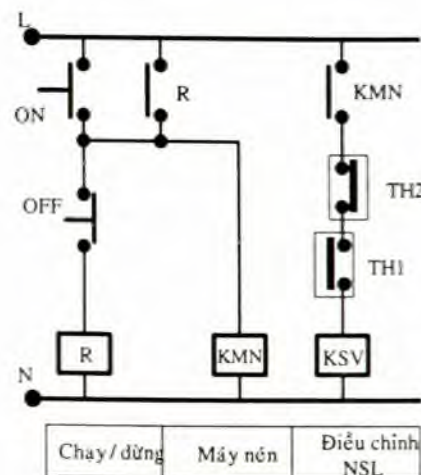 L
ON
R
KMN
OFF
TH2
TH1
R
KMN
KSV
N
Chạy/dừng
Máy nén
Điều chỉnh
NSL